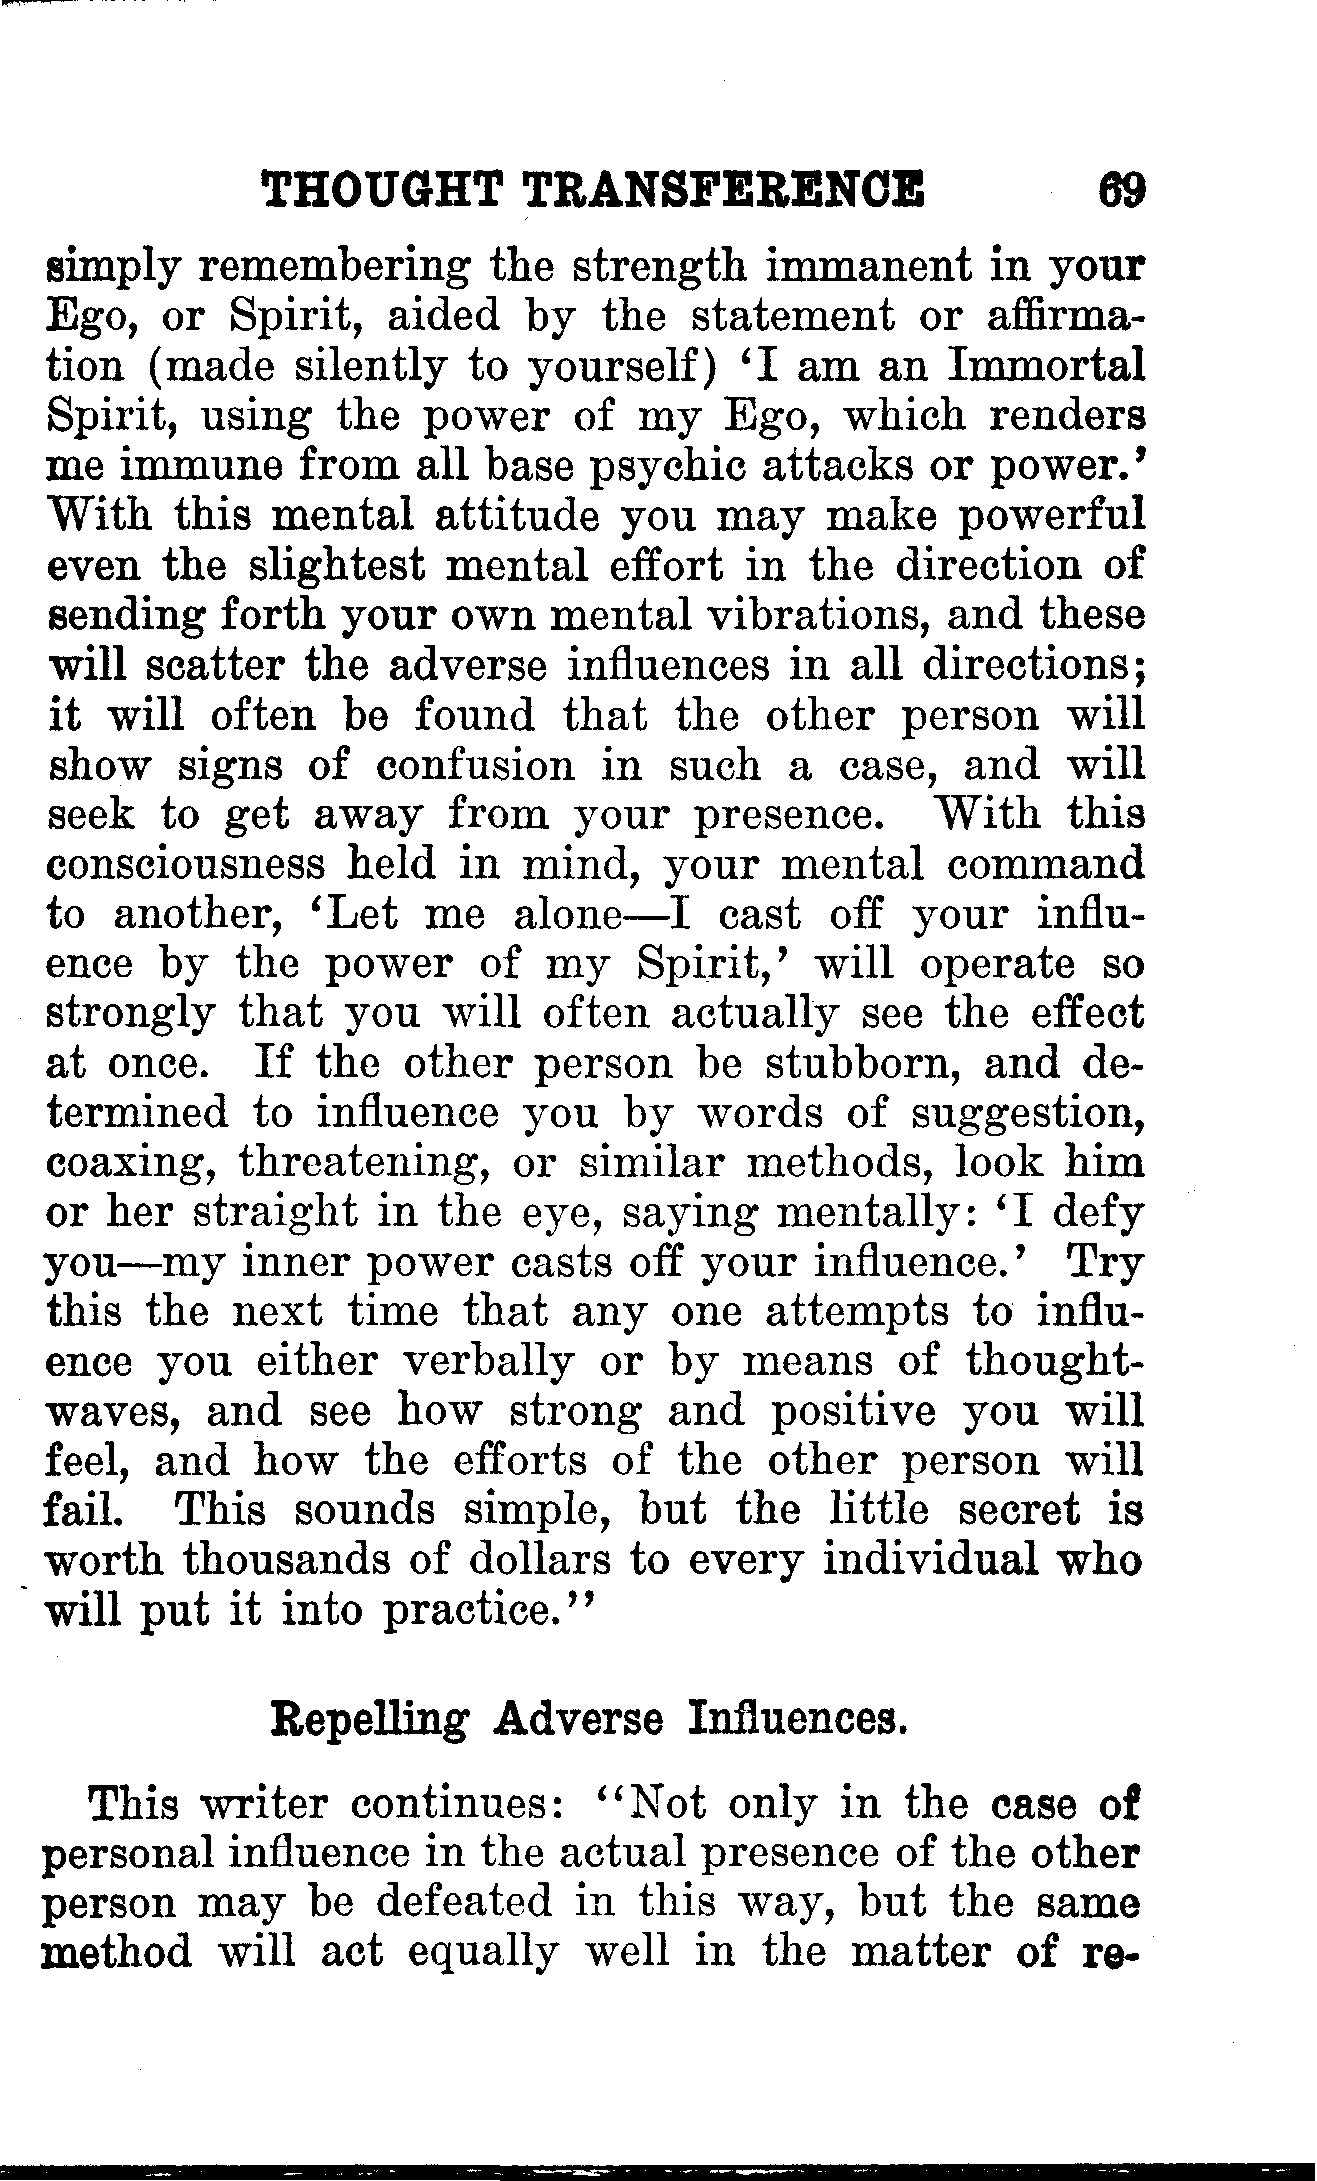 THOUGHT TRANSFERENCE 69
simply remembering the strength immanent in your
Ego, or Spirit, aided by the statement or affirma-
tion (made silently to yourself) ‘I am an Immortal
Spirit, using the power of my Ego, which renders
me immune from all base psychic attacks or power.’
With this mental attitude you may make powerful
even the slightest mental effort in the direction of
sending forth your own mental vibrations, and these
will scatter the adverse influences in all directions;
it will often be found that the other person will
show signs of confusion in such a case, and will
seek to get away from your presence. With this
consciousness held in mind, your mental command
to another, ‘Let me alone—I cast off your influ-
ence by the power of my Spirit,’ will operate so
strongly that you will often actually see the effect
at once. If the other person be stubborn, and de-
termined to influence you by words of suggestion,
coaxing, threatening, or similar methods, look him
or her straight in the eye, saying mentally: ‘I defy
you—my inner power casts off your influence.’ Try
this the next time that any one attempts to influ-
ence you either verbally or by means of thought-
waves, and see how strong and positive you will
feel, and how the efforts of the other person will
fail. This sounds simple, but the little secret is
worth thousands of dollars to every individual who
will put it into practice.’’
Repelling Adverse Influences.
This writer continues: ‘‘Not only in the case of
personal influence in the actual presence of the other
person may be defeated in this way, but the same
method will act equally well in the matter of re-